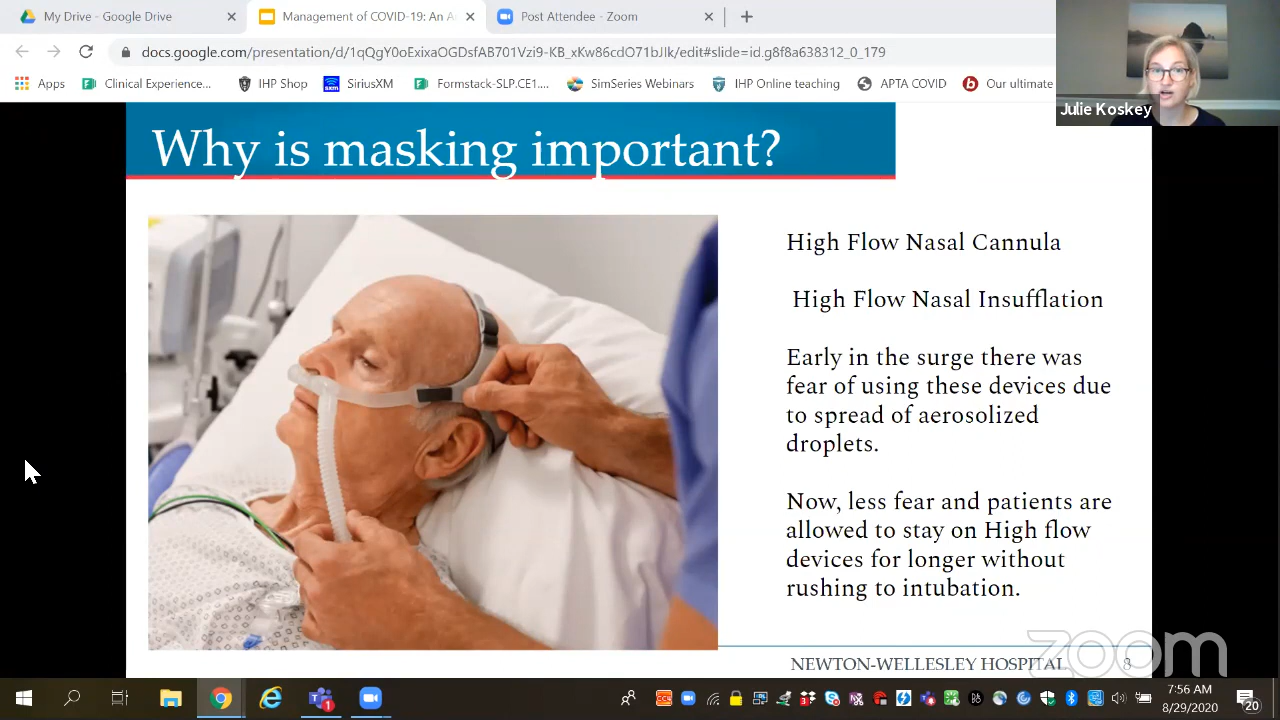 My Drive - Google Drive
Management of COVID-19: An A
Post Attendee - Zoom
docs.google.com/presentation/d/1qQgY0oExixaOGDsfAB701Vzi9-KB_xKw86cdO71bJIk/edit#slide=id.g8f8a638312_0_179
Apps
Clinical Experience...
IHP Shop
SiriusXM
Formstack-SLP.CE1....
SimSeries Webinars
IHP Online teaching
APTA COVID
Our ultimate
Julie Koskey
Why is masking important?
High Flow Nasal Cannula
High Flow Nasal Insufflation
Early in the surge there was
fear of using these devices due
to spread of aerosolized
droplets.
Now, less fear and patients are
allowed to stay on High flow
devices for longer without
rushing to intubation.
NEWTON-WELLESLEY HOSPITAL 8
zoom
7:56 AM
8/29/2020
20